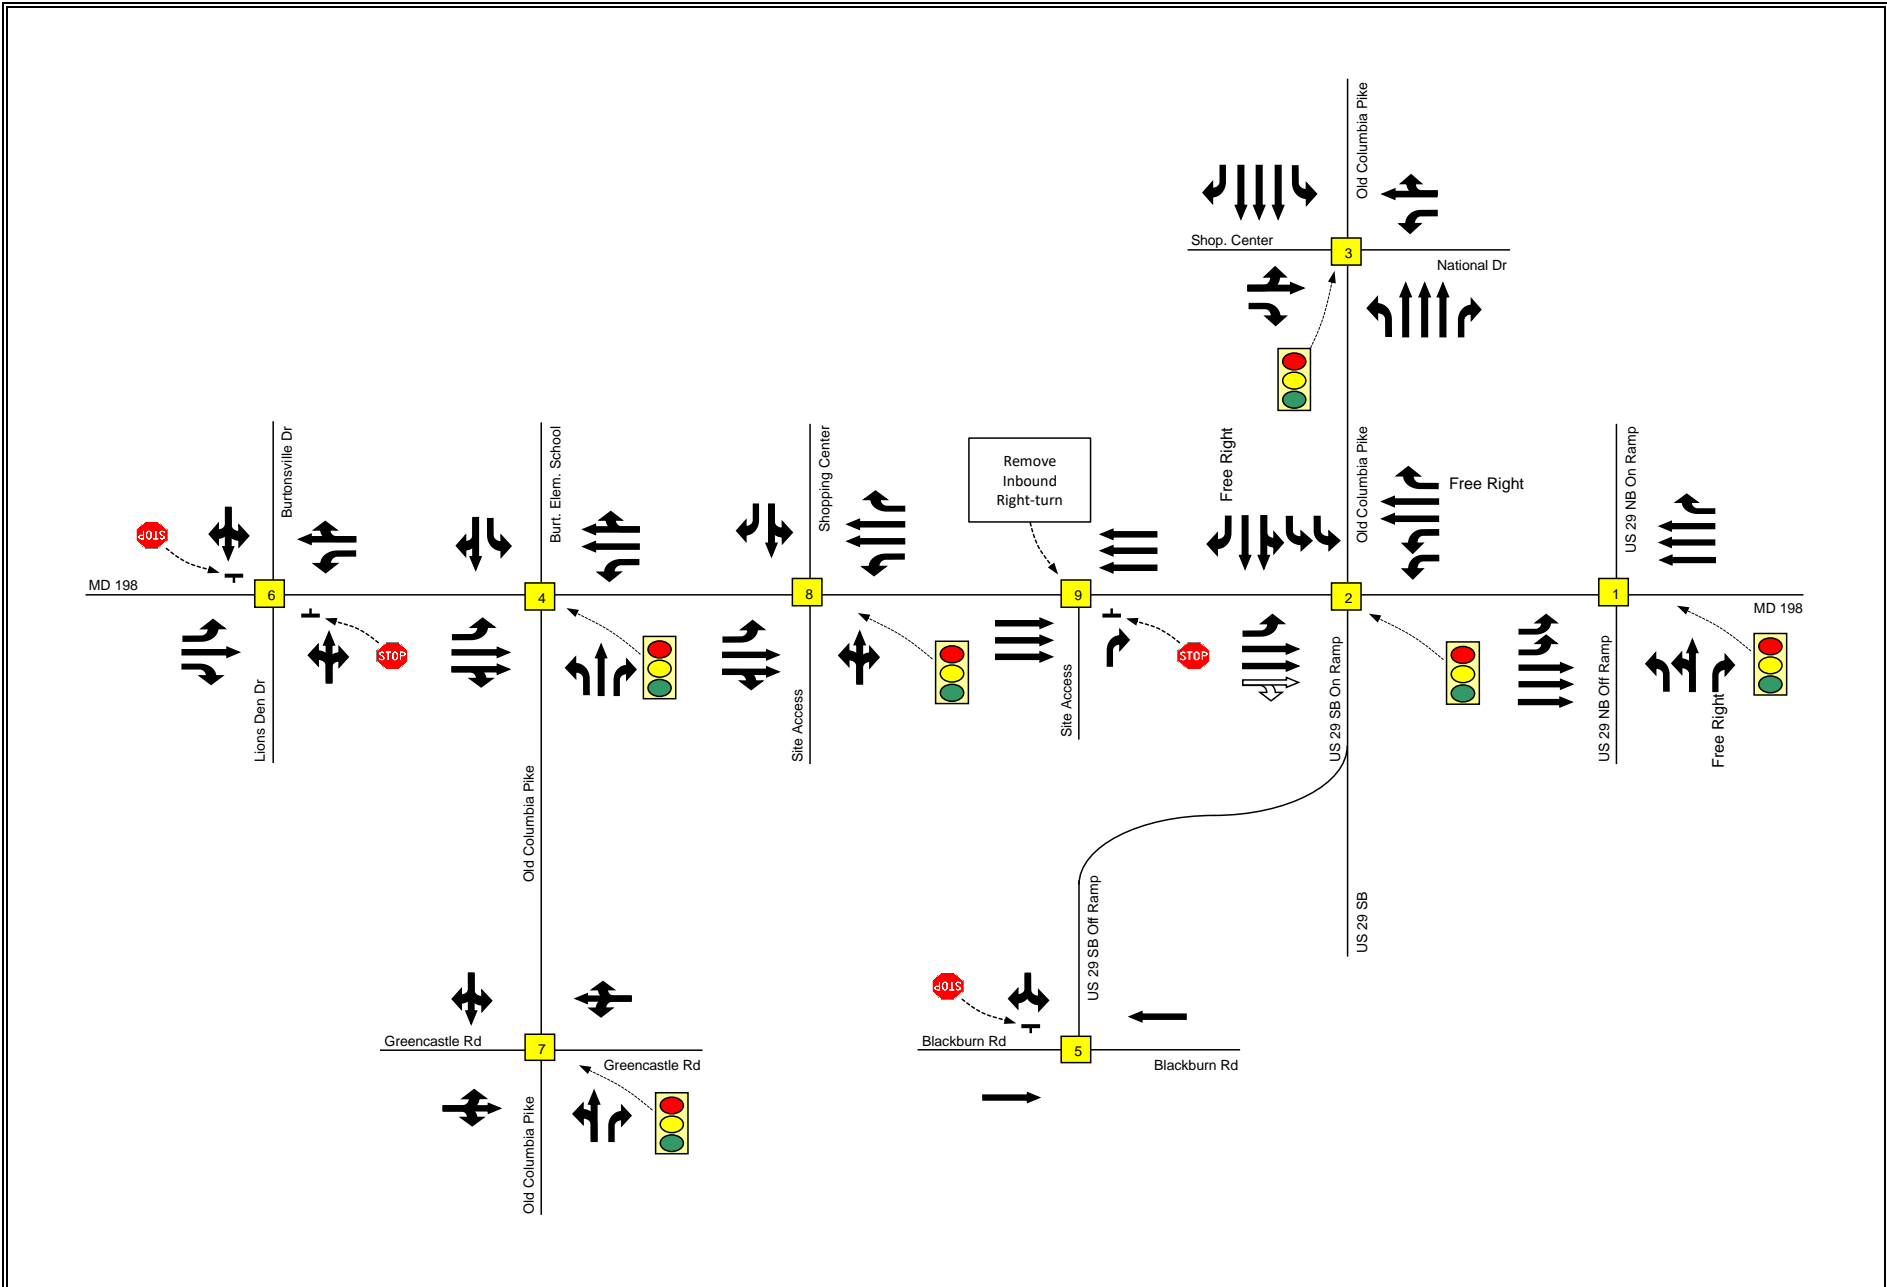 Old Columbia Pike
Shop. Center
3
National Dr
Burtonsville Dr
Burt. Elem. School
Shopping Center
Remove
Inbound
Right-turn
Free Right
Old Columbia Pike
Free Right
US 29 NB On Ramp
STOP
MD 198
6
4
8
9
2
1
MD 198
Lions Den Dr
STOP
Site Access
Site Access
STOP
US 29 SB On Ramp
US 29 NB Off Ramp
Free Right
Old Columbia Pike
US 29 SB Off Ramp
US 29 SB
STOP
Greencastle Rd
7
Greencastle Rd
Blackburn Rd
5
Blackburn Rd
Old Columbia Pike